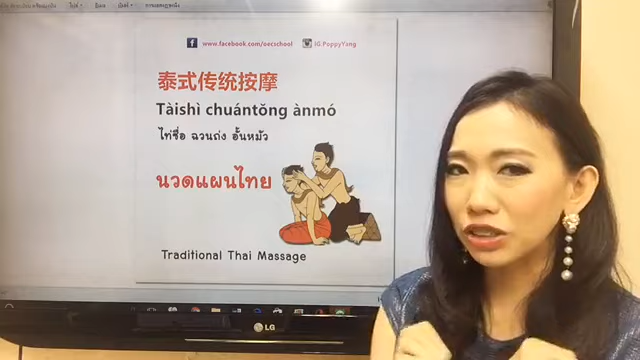 www.facebook.com/oecschool IG.PoppyYang
泰式传统按摩
Tàishì chuántǒng ànmó
ไท่ซื่อ ฉวนถ่ง อั้นหมัว
นวดแผนไทย
Traditional Thai Massage
LG